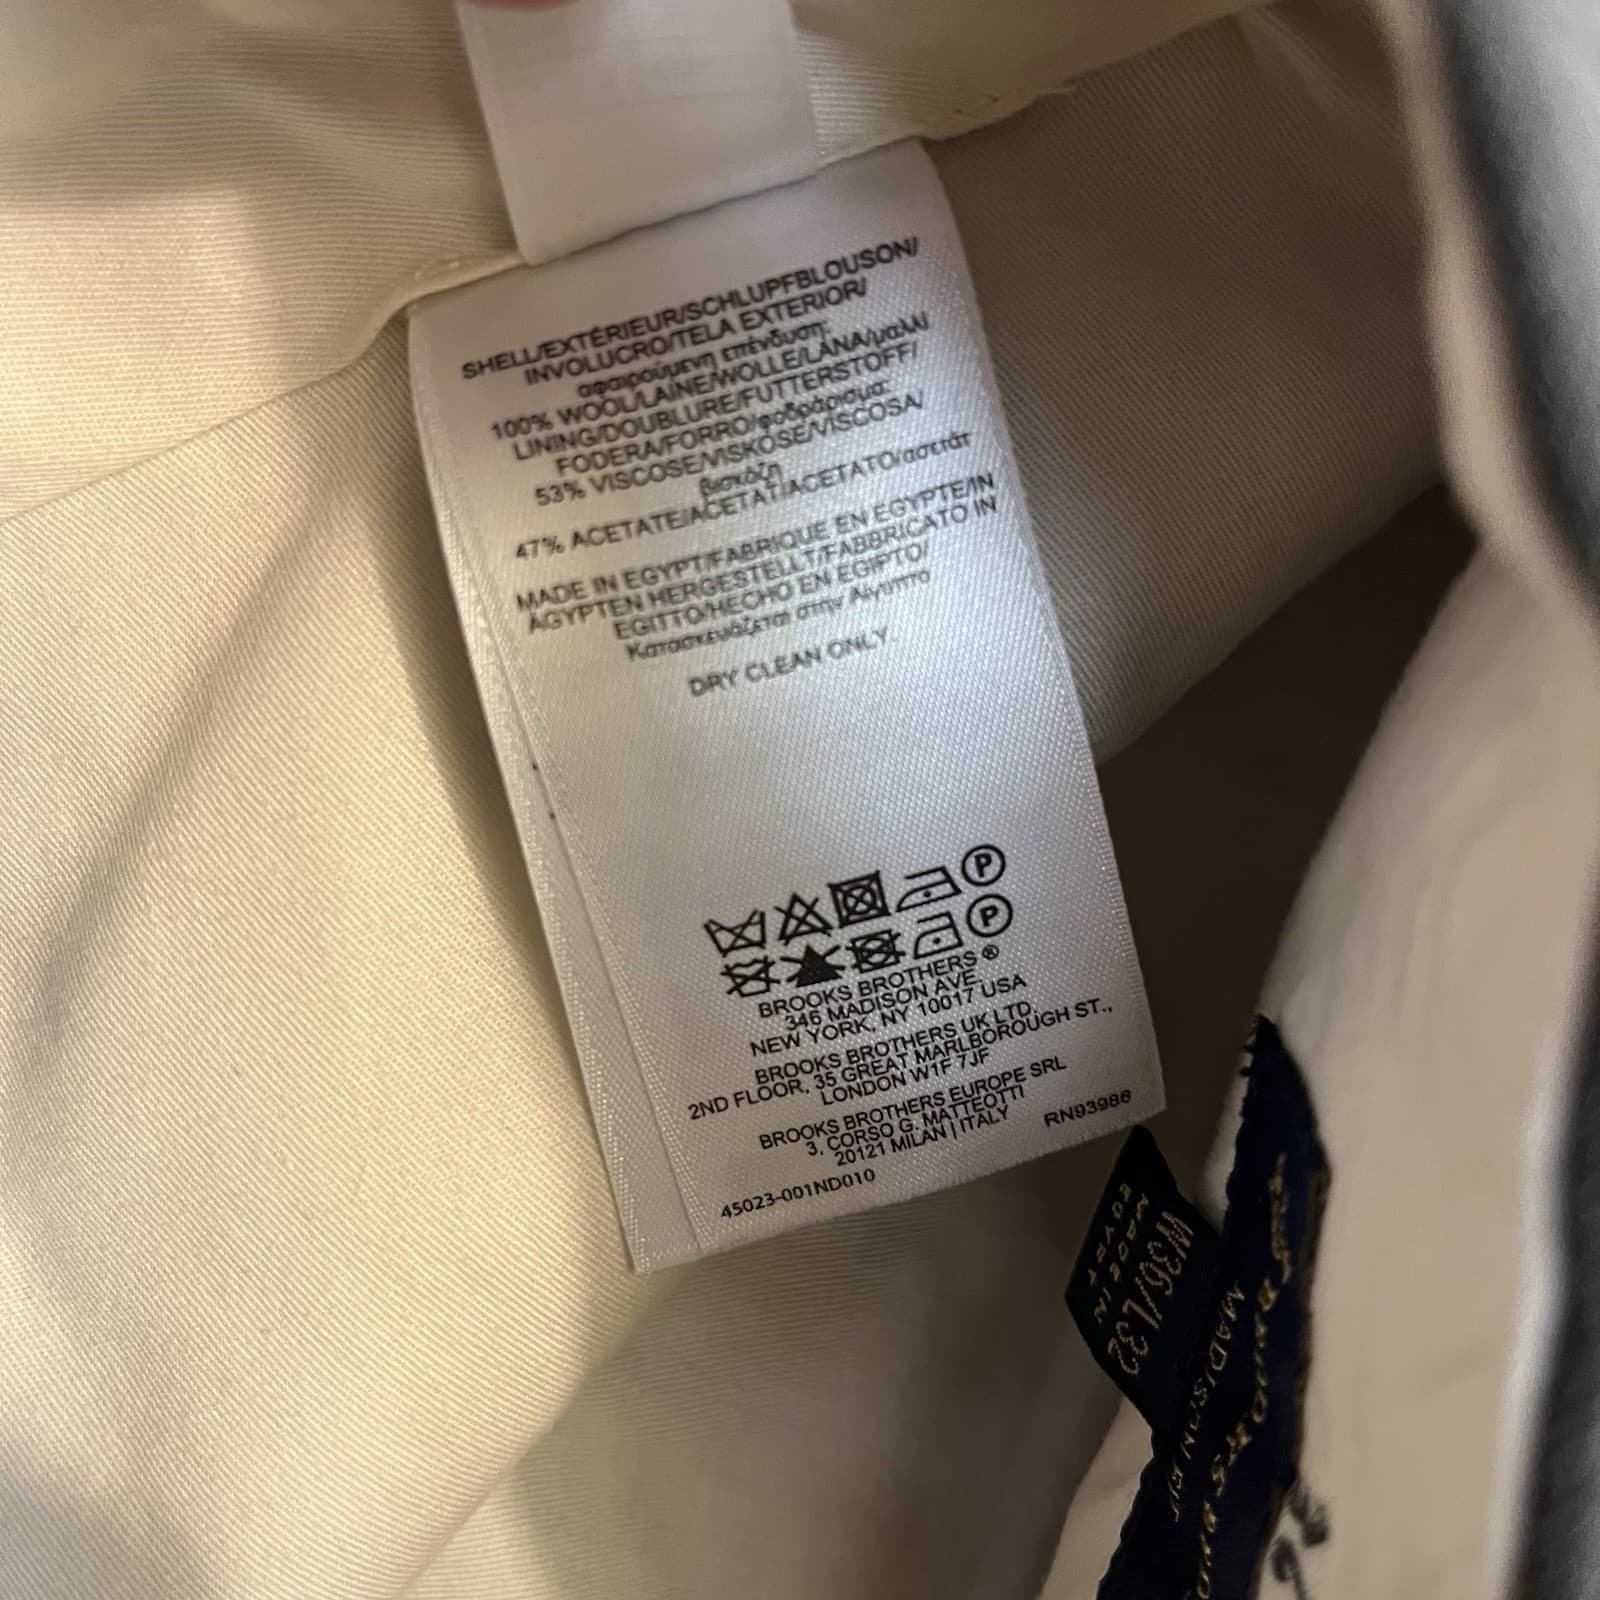 SHELL/EXTÉRIEUR/SCHLUPFBLOUSON/
INVOLUCRO/TELA EXTERIOR/
αφαιρούμενη επένδυση:
100% WOOL/LAINE/WOLLE/LANA/μαλλί
LINING/DOUBLURE/FUTTERSTOFF/
FODERA/FORRO/φοδράρισμα:
53% VISCOSE/VISKOSE/VISCOSA/
βισκόζη
47% ACETATE/ACETAT/ACETATO/ασετάτ
MADE IN EGYPT/FABRIQUE EN EGYPTE/IN
ÄGYPTEN HERGESTELLT/FABBRICATO IN
EGITTO/HECHO EN EGIPTO/
Κατασκευάζεται στην Αίγυπτο
DRY CLEAN ONLY.
P
P
BROOKS BROTHERS ®
346 MADISON AVE.
NEW YORK, NY 10017 USA
BROOKS BROTHERS UK LTD.
2ND FLOOR, 35 GREAT MARLBOROUGH ST.,
LONDON W1F 7JF
BROOKS BROTHERS EUROPE SRL
3, CORSO G. MATTEOTTI
20121 MILAN | ITALY
RN93986
45023-001ND010
W36/L32
MADE IN
EGYPT
Brooks Brothers
MADISON FIT